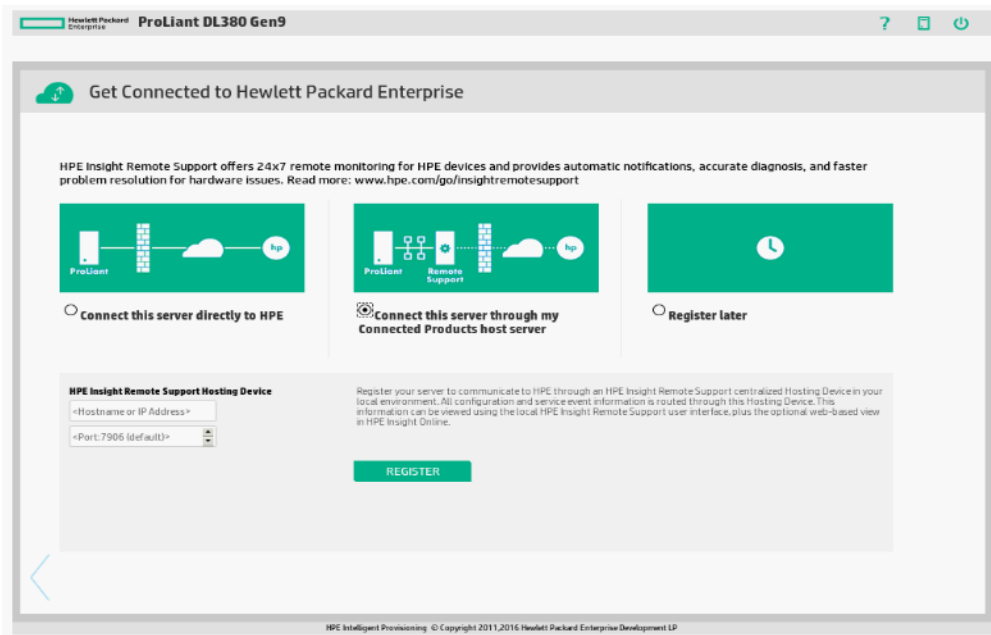 Hewlett Packard
Enterprise
ProLiant DL380 Gen9
?
Get Connected to Hewlett Packard Enterprise
HPE Insight Remote Support offers 24x7 remote monitoring for HPE devices and provides automatic notifications, accurate diagnosis, and faster
problem resolution for hardware issues. Read more: www.hpe.com/go/insightremotesupport
ProLiant
hp
ProLiant
Remote
Support
hp
Connect this server directly to HPE
Connect this server through my
Connected Products host server
Register later
HPE Insight Remote Support Hosting Device
<Hostname or IP Address>
<Port:7906 (default)>
Register your server to communicate to HPE through an HPE Insight Remote Support centralized Hosting Device in your
local environment. All configuration and service event information is routed through this Hosting Device. This
information can be viewed using the local HPE Insight Remote Support user interface, plus the optional web-based view
in HPE Insight Online.
REGISTER
HPE Intelligent Provisioning © Copyright 2011,2016 Hewlett Packard Enterprise Development LP